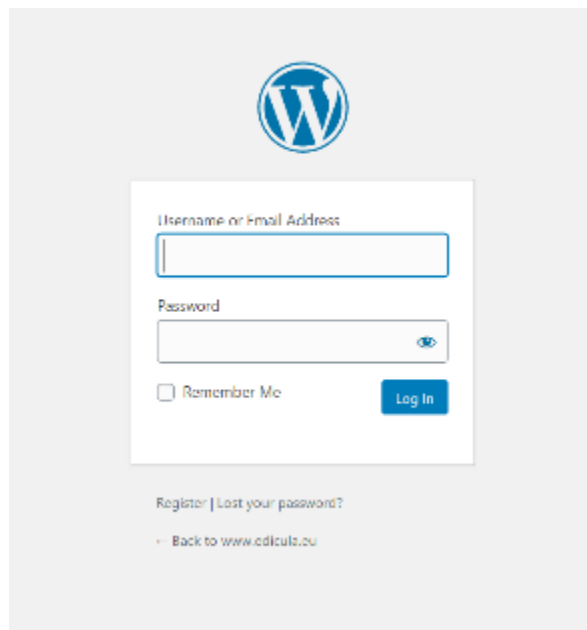 Username or Email Address
Password
Remember Me
Log In
Register | Lost your password?
← Back to www.edicula.eu